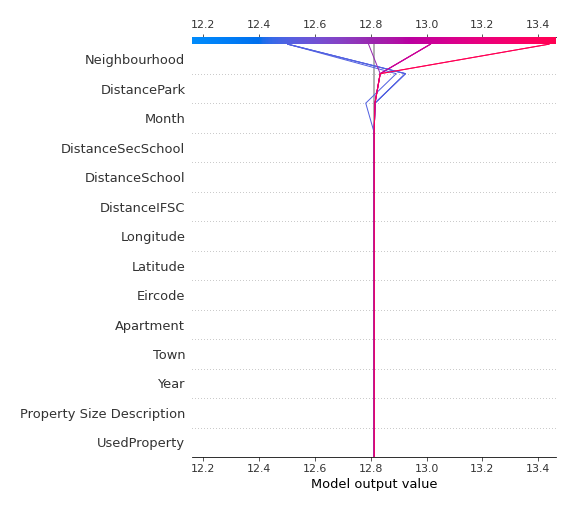 12.2 12.4 12.6 12.8 13.0 13.2 13.4
Neighbourhood
DistancePark
Month
DistanceSecSchool
DistanceSchool
DistanceIFSC
Longitude
Latitude
Eircode
Apartment
Town
Year
Property Size Description
UsedProperty
12.2 12.4 12.6 12.8 13.0 13.2 13.4
Model output value